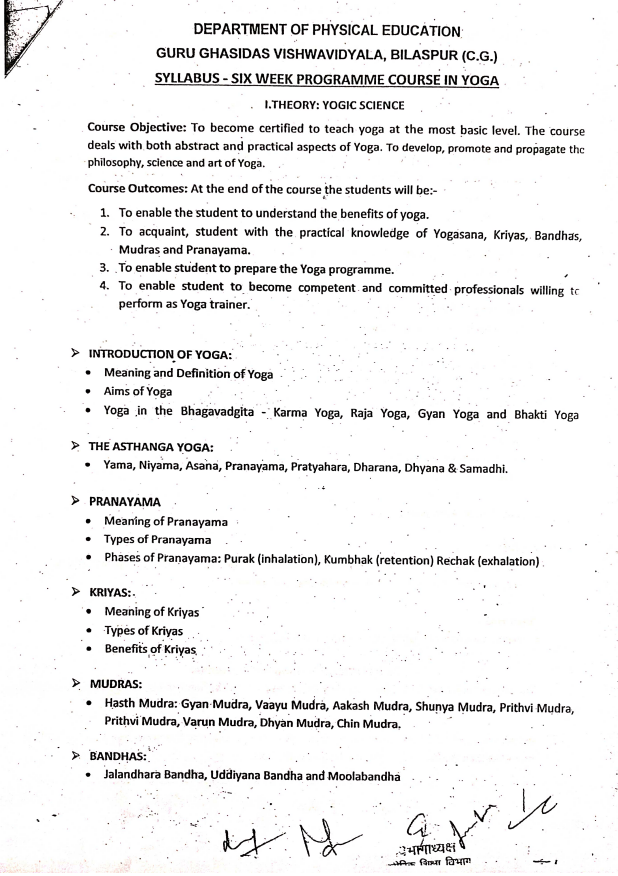 DEPARTMENT OF PHYSICAL EDUCATION
GURU GHASIDAS VISHWAVIDYALA, BILASPUR (C.G.)
SYLLABUS - SIX WEEK PROGRAMME COURSE IN YOGA
I.THEORY: YOGIC SCIENCE
Course Objective: To become certified to teach yoga at the most basic level. The course
deals with both abstract and practical aspects of Yoga. To develop, promote and propagate the
philosophy, science and art of Yoga.
Course Outcomes: At the end of the course the students will be:-
1. To enable the student to understand the benefits of yoga.
2. To acquaint, student with the practical knowledge of Yogasana, Kriyas, Bandhas,
Mudras and Pranayama.
3. To enable student to prepare the Yoga programme.
4. To enable student to become competent and committed professionals willing to
perform as Yoga trainer.
➢ INTRODUCTION OF YOGA:
• Meaning and Definition of Yoga
• Aims of Yoga
• Yoga in the Bhagavadgita - Karma Yoga, Raja Yoga, Gyan Yoga and Bhakti Yoga
➢ THE ASTHANGA YOGA:
• Yama, Niyama, Asana, Pranayama, Pratyahara, Dharana, Dhyana & Samadhi.
➢ PRANAYAMA
• Meaning of Pranayama
• Types of Pranayama
• Phases of Pranayama: Purak (inhalation), Kumbhak (retention) Rechak (exhalation)
➢ KRIYAS:
• Meaning of Kriyas
• Types of Kriyas
• Benefits of Kriyas
➢ MUDRAS:
• Hasth Mudra: Gyan Mudra, Vaayu Mudra, Aakash Mudra, Shunya Mudra, Prithvi Mudra,
Prithvi Mudra, Varun Mudra, Dhyan Mudra, Chin Mudra.
➢ BANDHAS:
• Jalandhara Bandha, Uddiyana Bandha and Moolabandha
विभागाध्यक्ष
शिक्षा विभाग